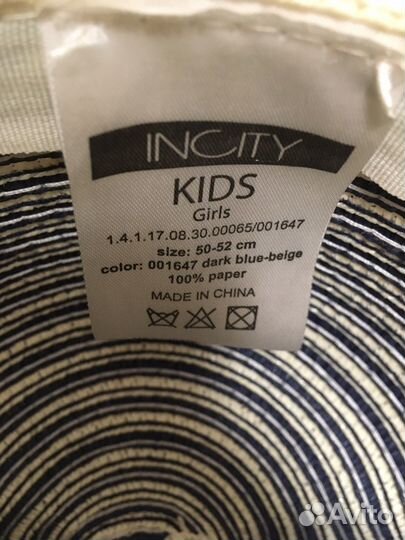 INCITY
KIDS
Girls
1.4.1.17.08.30.00065/001647
size: 50-52 cm
color: 001647 dark blue-beige
100% paper
MADE IN CHINA
Avito